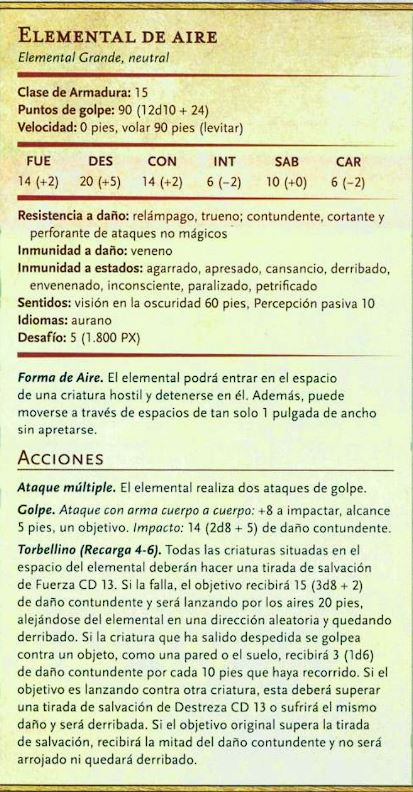 ELEMENTAL DE AIRE
Elemental Grande, neutral
Clase de Armadura: 15
Puntos de golpe: 90 (12d10 + 24)
Velocidad: 0 pies, volar 90 pies (levitar)
FUE DES CON INT SAB CAR
14 (+2) 20 (+5) 14 (+2) 6 (−2) 10 (+0) 6 (−2)
Resistencia a daño: relámpago, trueno; contundente, cortante y
perforante de ataques no mágicos
Inmunidad a daño: veneno
Inmunidad a estados: agarrado, apresado, cansancio, derribado,
envenenado, inconsciente, paralizado, petrificado
Sentidos: visión en la oscuridad 60 pies, Percepción pasiva 10
Idiomas: aurano
Desafío: 5 (1.800 PX)
Forma de Aire. El elemental podrá entrar en el espacio
de una criatura hostil y detenerse en él. Además, puede
moverse a través de espacios de tan solo 1 pulgada de ancho
sin apretarse.
ACCIONES
Ataque múltiple. El elemental realiza dos ataques de golpe.
Golpe. Ataque con arma cuerpo a cuerpo: +8 a impactar, alcance
5 pies, un objetivo. Impacto: 14 (2d8 + 5) de daño contundente.
Torbellino (Recarga 4-6). Todas las criaturas situadas en el
espacio del elemental deberán hacer una tirada de salvación
de Fuerza CD 13. Si la falla, el objetivo recibirá 15 (3d8 + 2)
de daño contundente y será lanzando por los aires 20 pies,
alejándose del elemental en una dirección aleatoria y quedando
derribado. Si la criatura que ha salido despedida se golpea
contra un objeto, como una pared o el suelo, recibirá 3 (1d6)
de daño contundente por cada 10 pies que haya recorrido. Si el
objetivo es lanzando contra otra criatura, esta deberá superar
una tirada de salvación de Destreza CD 13 o sufrirá el mismo
daño y será derribada. Si el objetivo original supera la tirada
de salvación, recibirá la mitad del daño contundente y no será
arrojado ni quedará derribado.